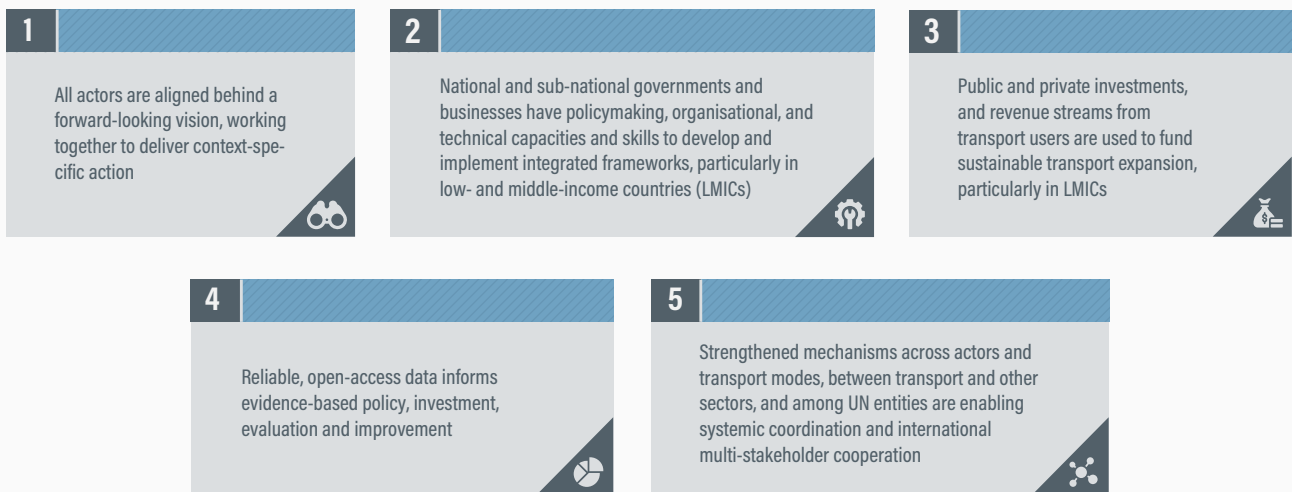 1
All actors are aligned behind a
forward-looking vision, working
together to deliver context-spe-
cific action
2
National and sub-national governments and
businesses have policymaking, organisational, and
technical capacities and skills to develop and
implement integrated frameworks, particularly in
low- and middle-income countries (LMICs)
3
Public and private investments,
and revenue streams from
transport users are used to fund
sustainable transport expansion,
particularly in LMICs
$
4
Reliable, open-access data informs
evidence-based policy, investment,
evaluation and improvement
5
Strengthened mechanisms across actors and
transport modes, between transport and other
sectors, and among UN entities are enabling
systemic coordination and international
multi-stakeholder cooperation